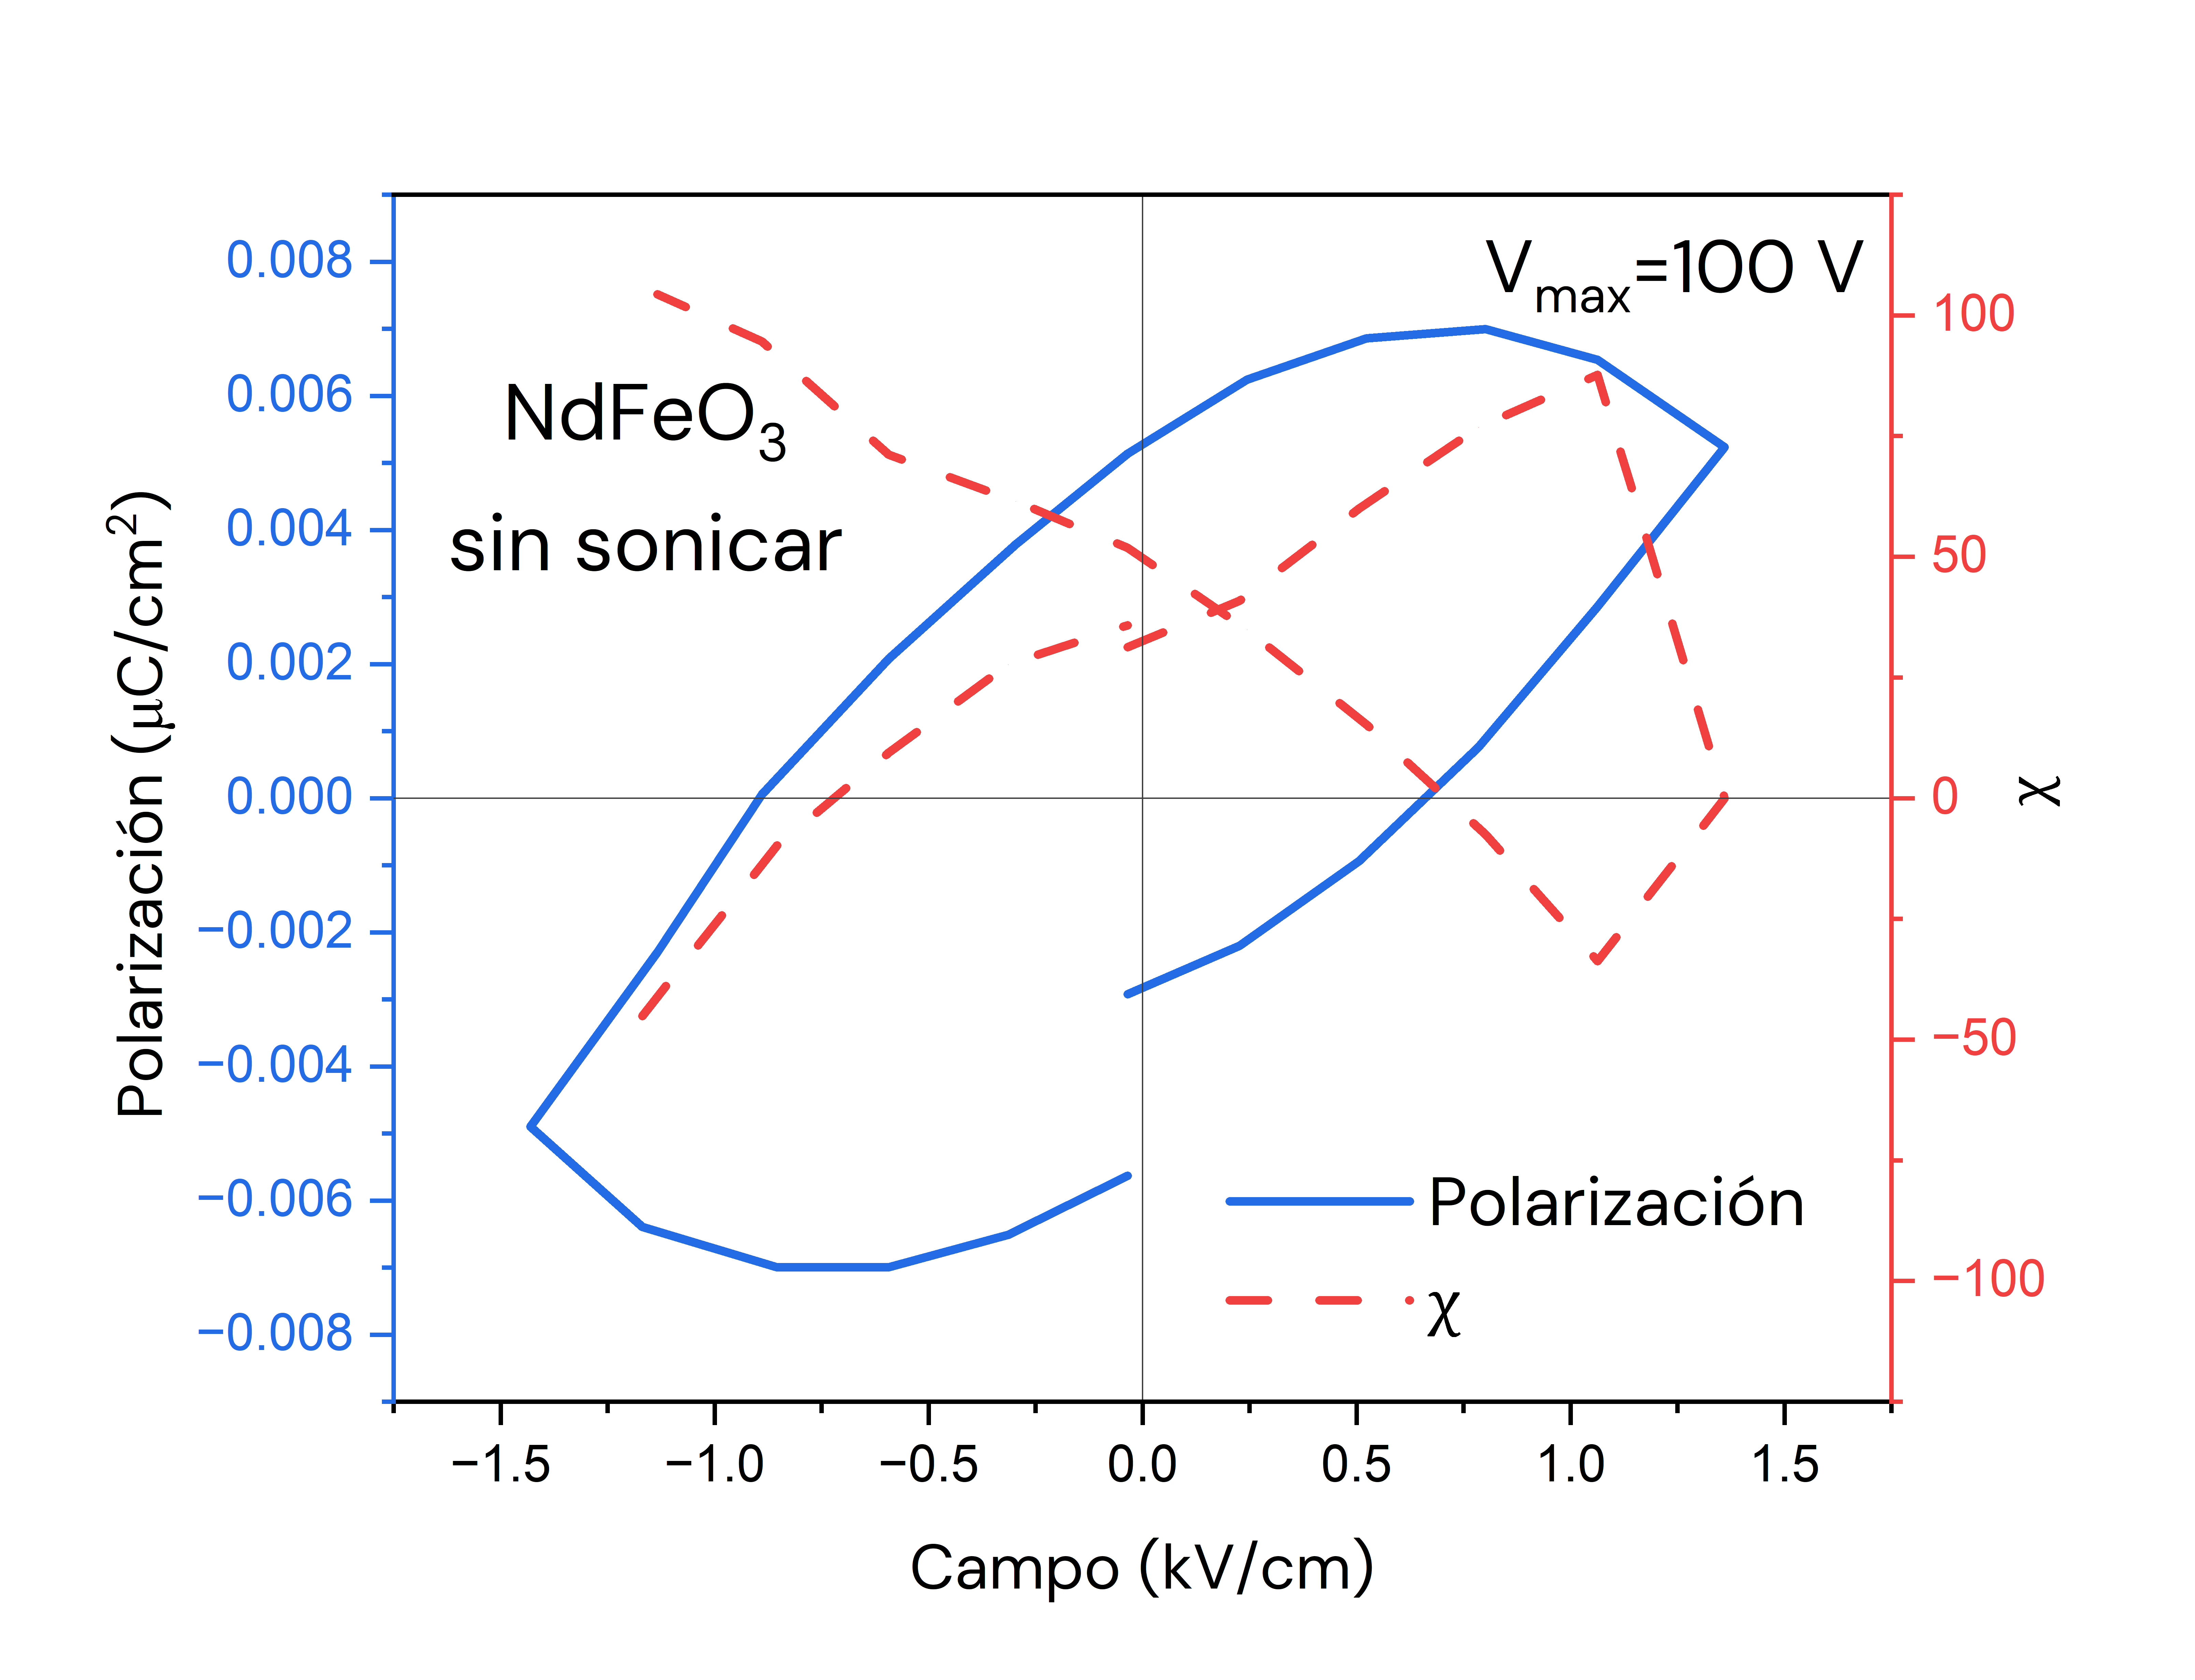 V_max=100 V
NdFeO₃
sin sonicar
Polarización (µC/cm²)
0.008
0.006
0.004
0.002
0.000
−0.002
−0.004
−0.006
−0.008
100
50
0
−50
−100
χ
Polarización
χ
−1.5 −1.0 −0.5 0.0 0.5 1.0 1.5
Campo (kV/cm)